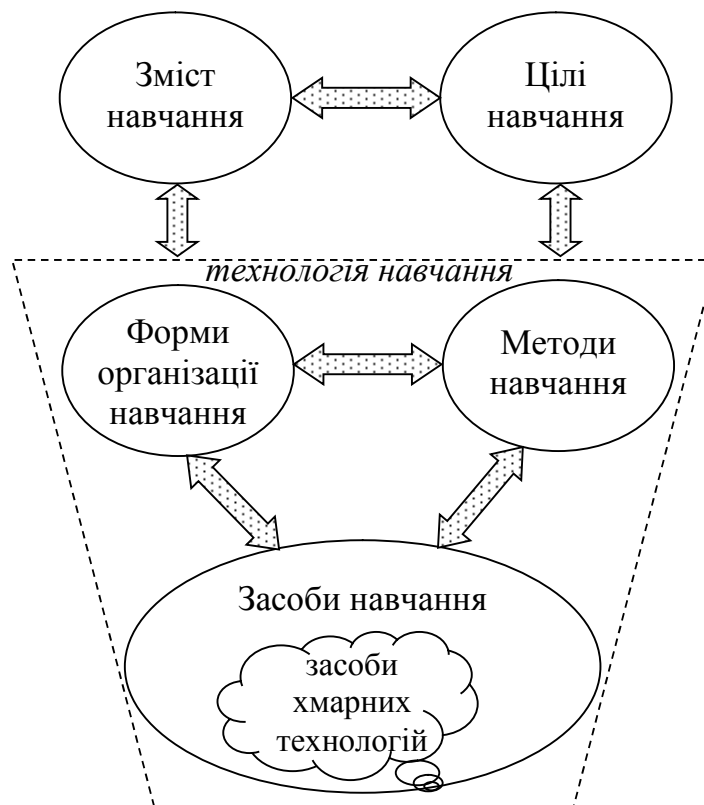 Зміст
навчання
Цілі
навчання
технологія навчання
Форми
організації
навчання
Методи
навчання
Засоби навчання
засоби
хмарних
технологій